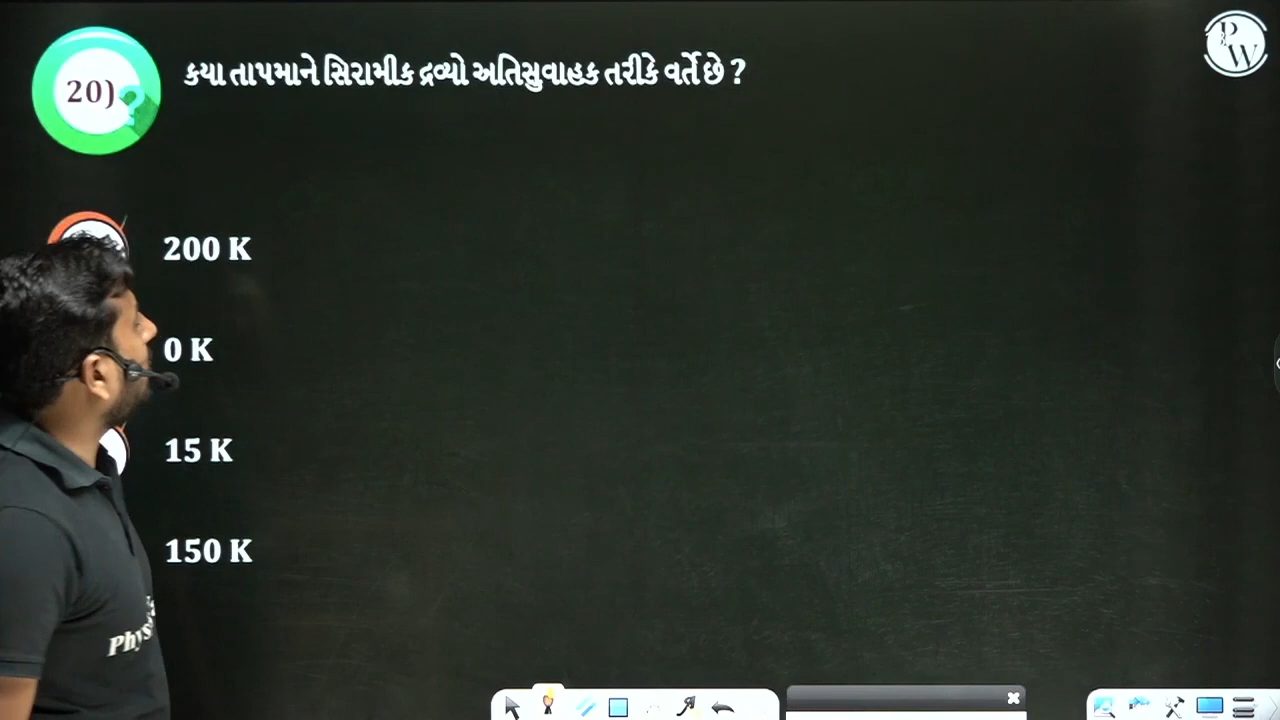 20)
કયા તાપમાને સિરામીક દ્રવ્યો અતિસુવાહક તરીકે વર્તે છે ?
P
W
200 K
0 K
15 K
150 K